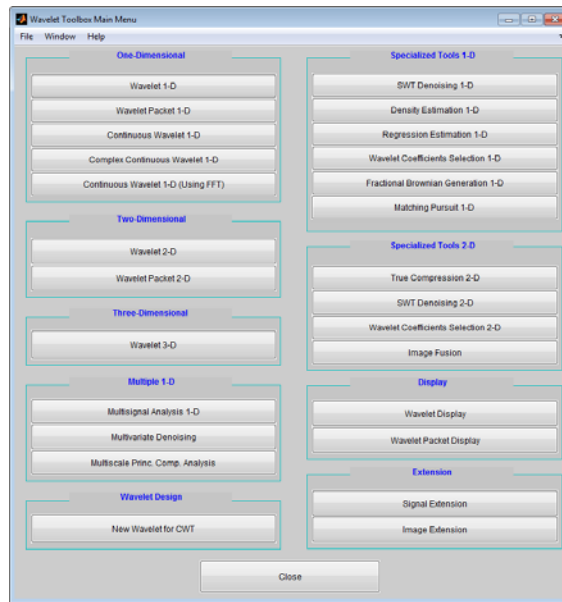 Wavelet Toolbox Main Menu
File Window Help
One-Dimensional
Wavelet 1-D
Wavelet Packet 1-D
Continuous Wavelet 1-D
Complex Continuous Wavelet 1-D
Continuous Wavelet 1-D (Using FFT)
Two-Dimensional
Wavelet 2-D
Wavelet Packet 2-D
Three-Dimensional
Wavelet 3-D
Multiple 1-D
Multisignal Analysis 1-D
Multivariate Denoising
Multiscale Princ. Comp. Analysis
Wavelet Design
New Wavelet for CWT
Specialized Tools 1-D
SWT Denoising 1-D
Density Estimation 1-D
Regression Estimation 1-D
Wavelet Coefficients Selection 1-D
Fractional Brownian Generation 1-D
Matching Pursuit 1-D
Specialized Tools 2-D
True Compression 2-D
SWT Denoising 2-D
Wavelet Coefficients Selection 2-D
Image Fusion
Display
Wavelet Display
Wavelet Packet Display
Extension
Signal Extension
Image Extension
Close